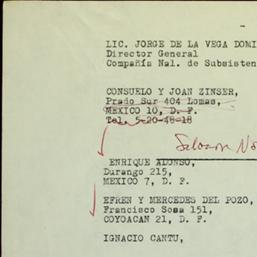 LIC. JORGE DE LA VEGA DOMI
Director General
Compañís Nal. de Subsisten
CONSUELO Y JOAN ZINSER,
Prado Sur 404 Lomas,
MEXICO 10, D. F.
Tel. 5-20-48-18
ENRIQUE ALONSO,
Durango 215,
MEXICO 7, D. F.
EFREN Y MERCEDES DEL POZO,
Francisco Sosa 151,
COYOACAN 21, D. F.
IGNACIO CANTU,